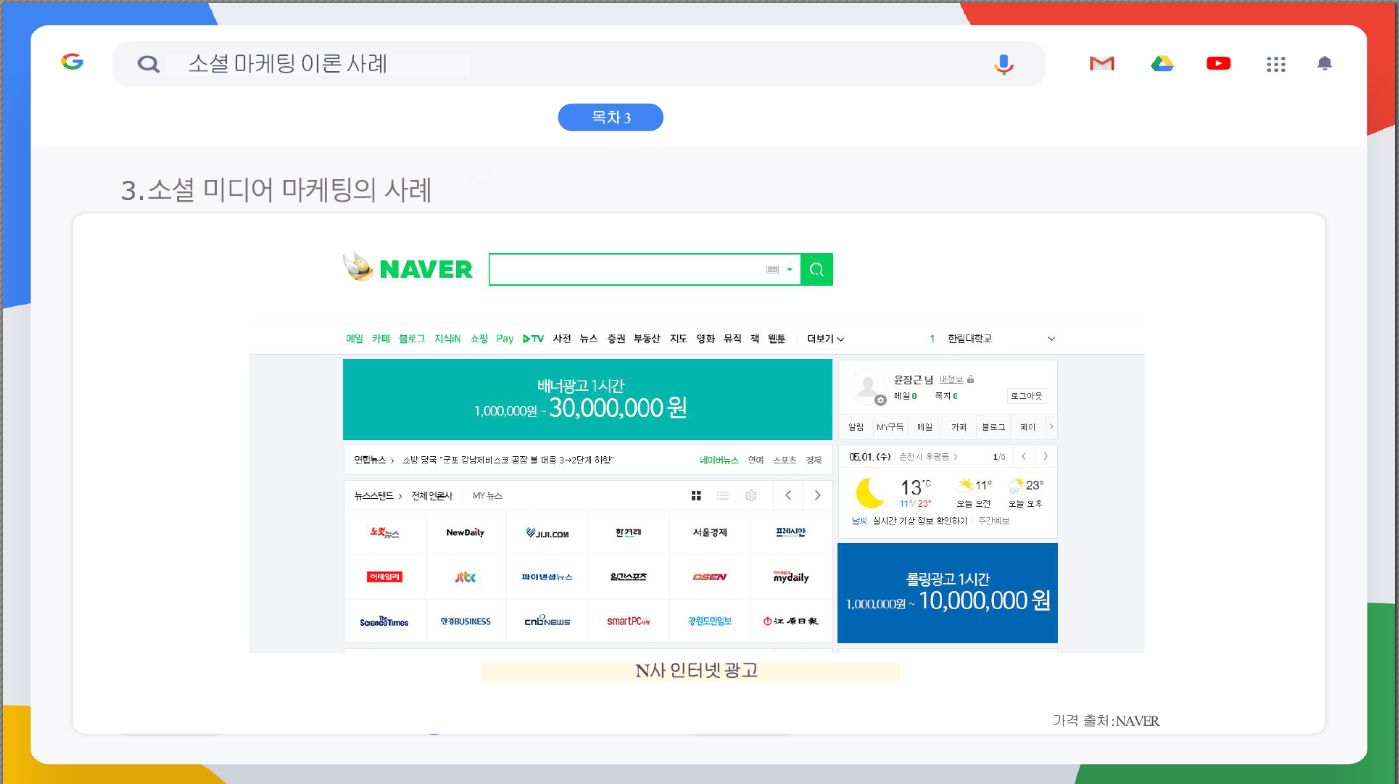 소셜 마케팅 이론 사례
목차 3
3.소셜 미디어 마케팅의 사례
NAVER
메일 카페 블로그 지식iN 쇼핑 Pay TV 사전 뉴스 증권 부동산 지도 영화 뮤직 책 웹툰 더보기
1 한림대학교
배너광고 1시간
1,000,000원 ~ 30,000,000 원
윤장근 님 내정보
메일 0 쪽지 0
로그아웃
알림 MY구독 메일 카페 블로그 페이
연합뉴스 › 소방 당국 "군포 강남제비스코 공장 불 대응 3→2단계 하향"
네이버뉴스 연예 스포츠 경제
05.01.(수) 춘천시 우평동 › 1/5
뉴스스탠드 › 전체 언론사 MY 뉴스
13°C 11° 23°
11°/23° 오늘 오전 오늘 오후
날씨 실시간 기상 정보 확인하기 주간예보
노컷뉴스 NewDaily JIJI.COM 한겨레 서울경제 프레시안
이데일리 jtbc 파이낸셜뉴스 일간스포츠 OSEN mydaily
The ScienceTimes 한경BUSINESS cnbNEWS smartPC사랑 강원도민일보 江原日報
롤링광고 1시간
1,000,000원 ~ 10,000,000 원
N사 인터넷 광고
가격 출처:NAVER